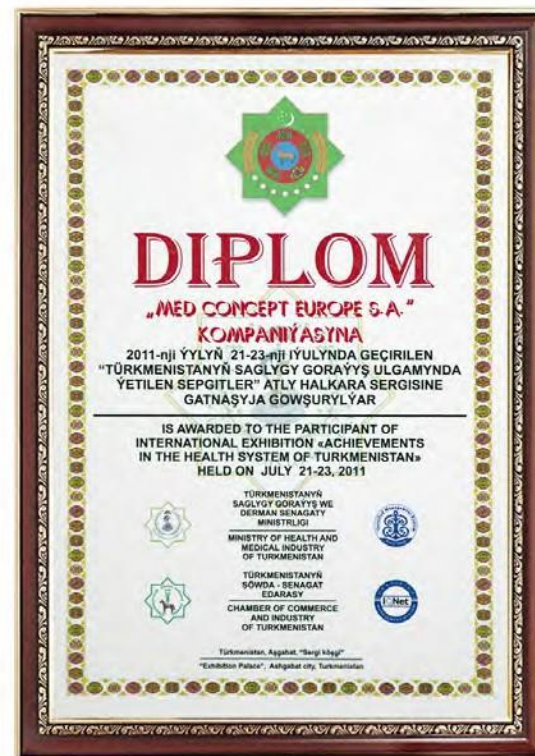 DIPLOM
„MED CONCEPT EUROPE S.A.“
KOMPANIÝASYNA
2011-nji ÝYLYŇ 21-23-nji IÝULYNDA GEÇIRILEN
"TÜRKMENISTANYŇ SAGLYGY GORAÝYŞ ULGAMYNDA
ÝETILEN SEPGITLER" ATLY HALKARA SERGISINE
GATNAŞYJA GOWŞURYLÝAR
IS AWARDED TO THE PARTICIPANT OF
INTERNATIONAL EXHIBITION «ACHIEVEMENTS
IN THE HEALTH SYSTEM OF TURKMENISTAN»
HELD ON JULY 21-23, 2011
TÜRKMENISTANYŇ
SAGLYGY GORAÝYŞ WE
DERMAN SENAGATY
MINISTRLIGI
MINISTRY OF HEALTH AND
MEDICAL INDUSTRY
OF TURKMENISTAN
TÜRKMENISTANYŇ
SÖWDA - SENAGAT
EDARASY
CHAMBER OF COMMERCE
AND INDUSTRY
OF TURKMENISTAN
IQNet
Türkmenistan, Aşgabat, "Sergi köşgi"
"Exhibition Palace", Ashgabat city, Turkmenistan